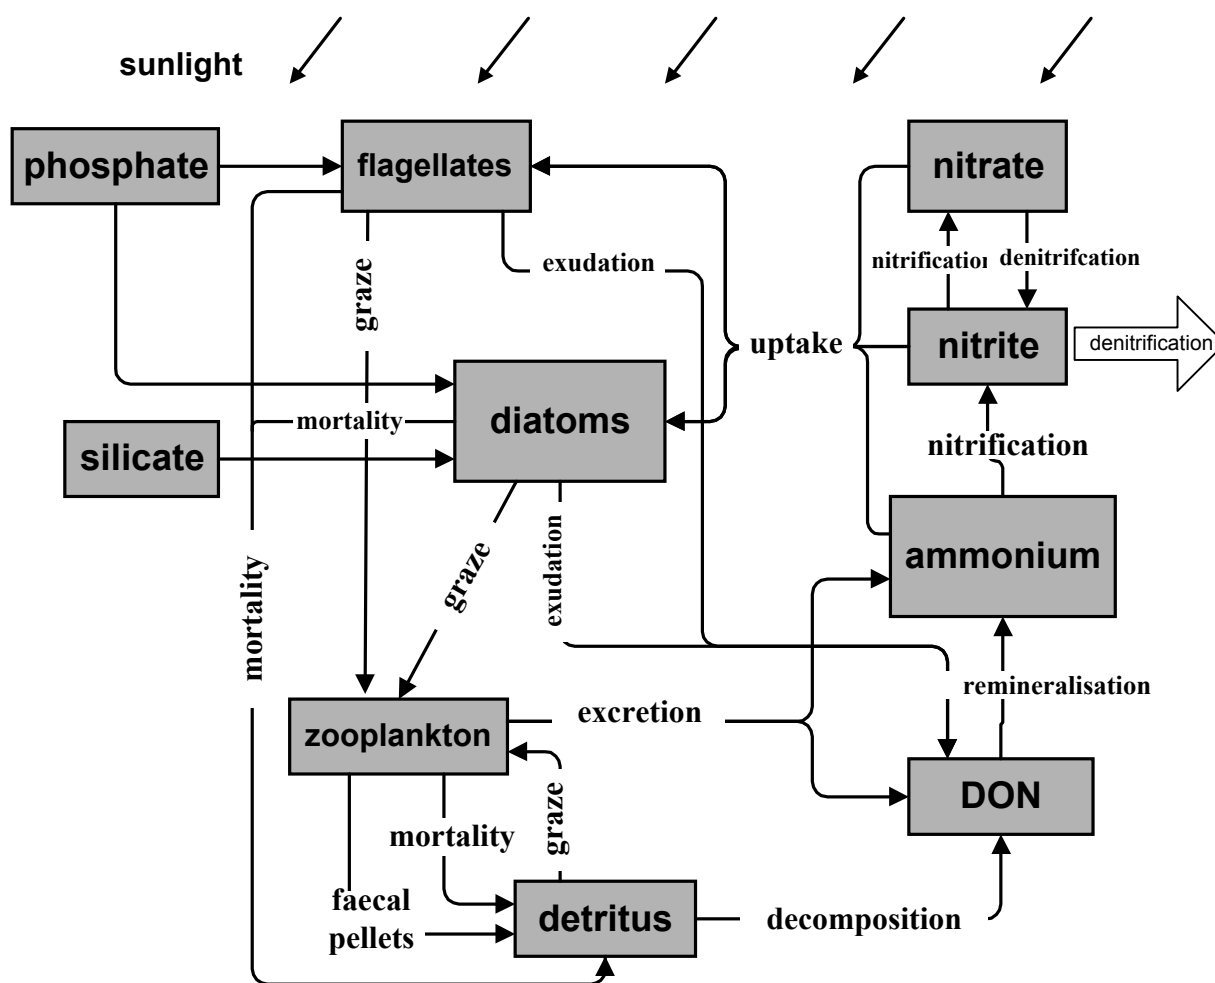 sunlight
phosphate
flagellates
nitrate
graze
exudation
nitrification
denitrifcation
uptake
nitrite
denitrification
mortality
diatoms
silicate
nitrification
mortality
graze
exudation
ammonium
remineralisation
zooplankton
excretion
DON
mortality
graze
faecal
pellets
detritus
decomposition